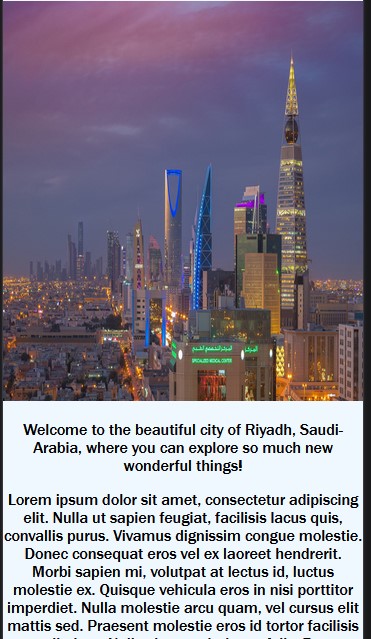 SPECIALIZED MEDICAL CENTER
Welcome to the beautiful city of Riyadh, Saudi-
Arabia, where you can explore so much new
wonderful things!
Lorem ipsum dolor sit amet, consectetur adipiscing
elit. Nulla ut sapien feugiat, facilisis lacus quis,
convallis purus. Vivamus dignissim congue molestie.
Donec consequat eros vel ex laoreet hendrerit.
Morbi sapien mi, volutpat at lectus id, luctus
molestie ex. Quisque vehicula eros in nisi porttitor
imperdiet. Nulla molestie arcu quam, vel cursus elit
mattis sed. Praesent molestie eros id tortor facilisis